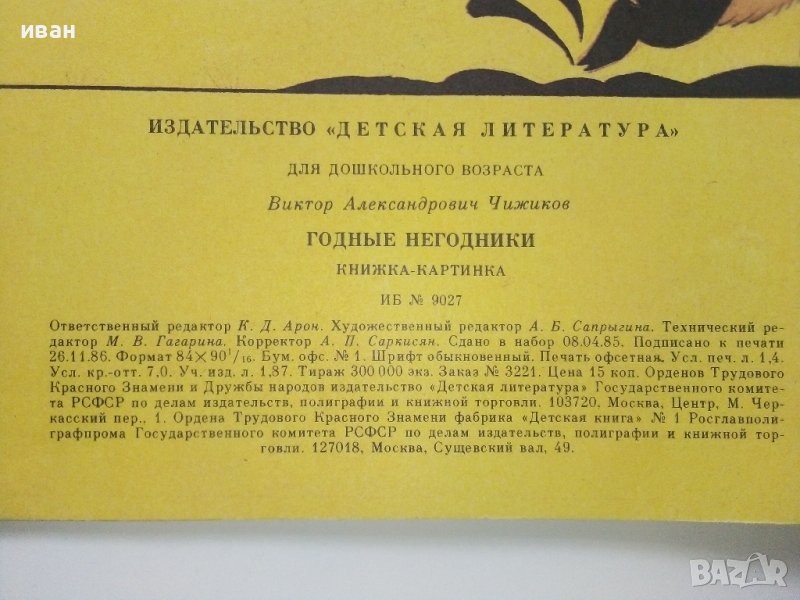 иван
ИЗДАТЕЛЬСТВО «ДЕТСКАЯ ЛИТЕРАТУРА»
ДЛЯ ДОШКОЛЬНОГО ВОЗРАСТА
Виктор Александрович Чижиков
ГОДНЫЕ НЕГОДНИКИ
КНИЖКА-КАРТИНКА
ИБ № 9027
Ответственный редактор К. Д. Арон. Художественный редактор А. Б. Сапрыгина. Технический ре-
дактор М. В. Гагарина. Корректор А. П. Саркисян. Сдано в набор 08.04.85. Подписано к печати
26.11.86. Формат 84×90¹/₁₆. Бум. офс. № 1. Шрифт обыкновенный. Печать офсетная. Усл. печ. л. 1,4.
Усл. кр.-отт. 7,0. Уч. изд. л. 1,87. Тираж 300 000 экз. Заказ № 3221. Цена 15 коп. Орденов Трудового
Красного Знамени и Дружбы народов издательство «Детская литература» Государственного комите-
та РСФСР по делам издательств, полиграфии и книжной торговли. 103720, Москва, Центр, М. Чер-
касский пер., 1. Ордена Трудового Красного Знамени фабрика «Детская книга» № 1 Росглавполи-
графпрома Государственного комитета РСФСР по делам издательств, полиграфии и книжной тор-
говли. 127018, Москва, Сущевский вал, 49.
BAZAR